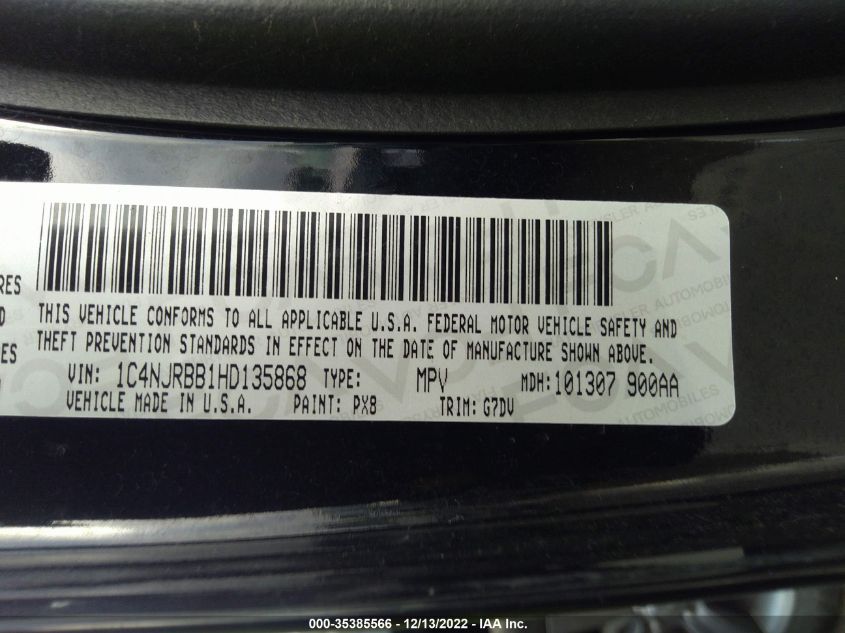 RES
THIS VEHICLE CONFORMS TO ALL APPLICABLE U.S.A. FEDERAL MOTOR VEHICLE SAFETY AND
THEFT PREVENTION STANDARDS IN EFFECT ON THE DATE OF MANUFACTURE SHOWN ABOVE.
VIN: 1C4NJRBB1HD135868 TYPE: MPV MDH:101307 900AA
VEHICLE MADE IN U.S.A. PAINT: PX8 TRIM: G7DV
AUTOMOBILES
000-35385566 - 12/13/2022 - IAA Inc.